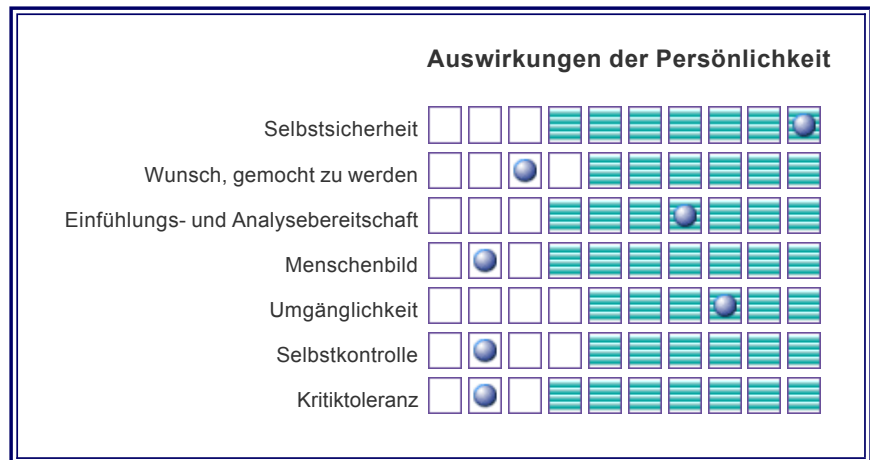 Auswirkungen der Persönlichkeit
Selbstsicherheit
Wunsch, gemocht zu werden
Einfühlungs- und Analysebereitschaft
Menschenbild
Umgänglichkeit
Selbstkontrolle
Kritiktoleranz